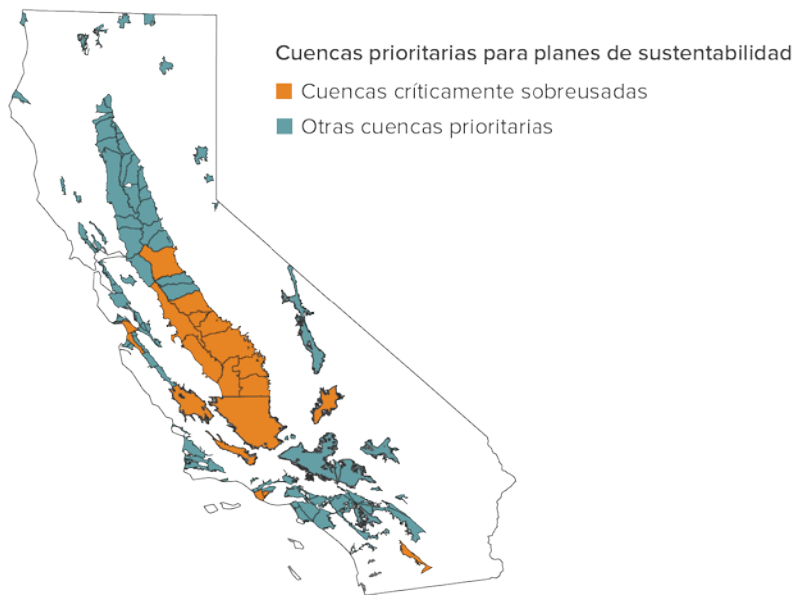 Cuencas prioritarias para planes de sustentabilidad
Cuencas críticamente sobreusadas
Otras cuencas prioritarias